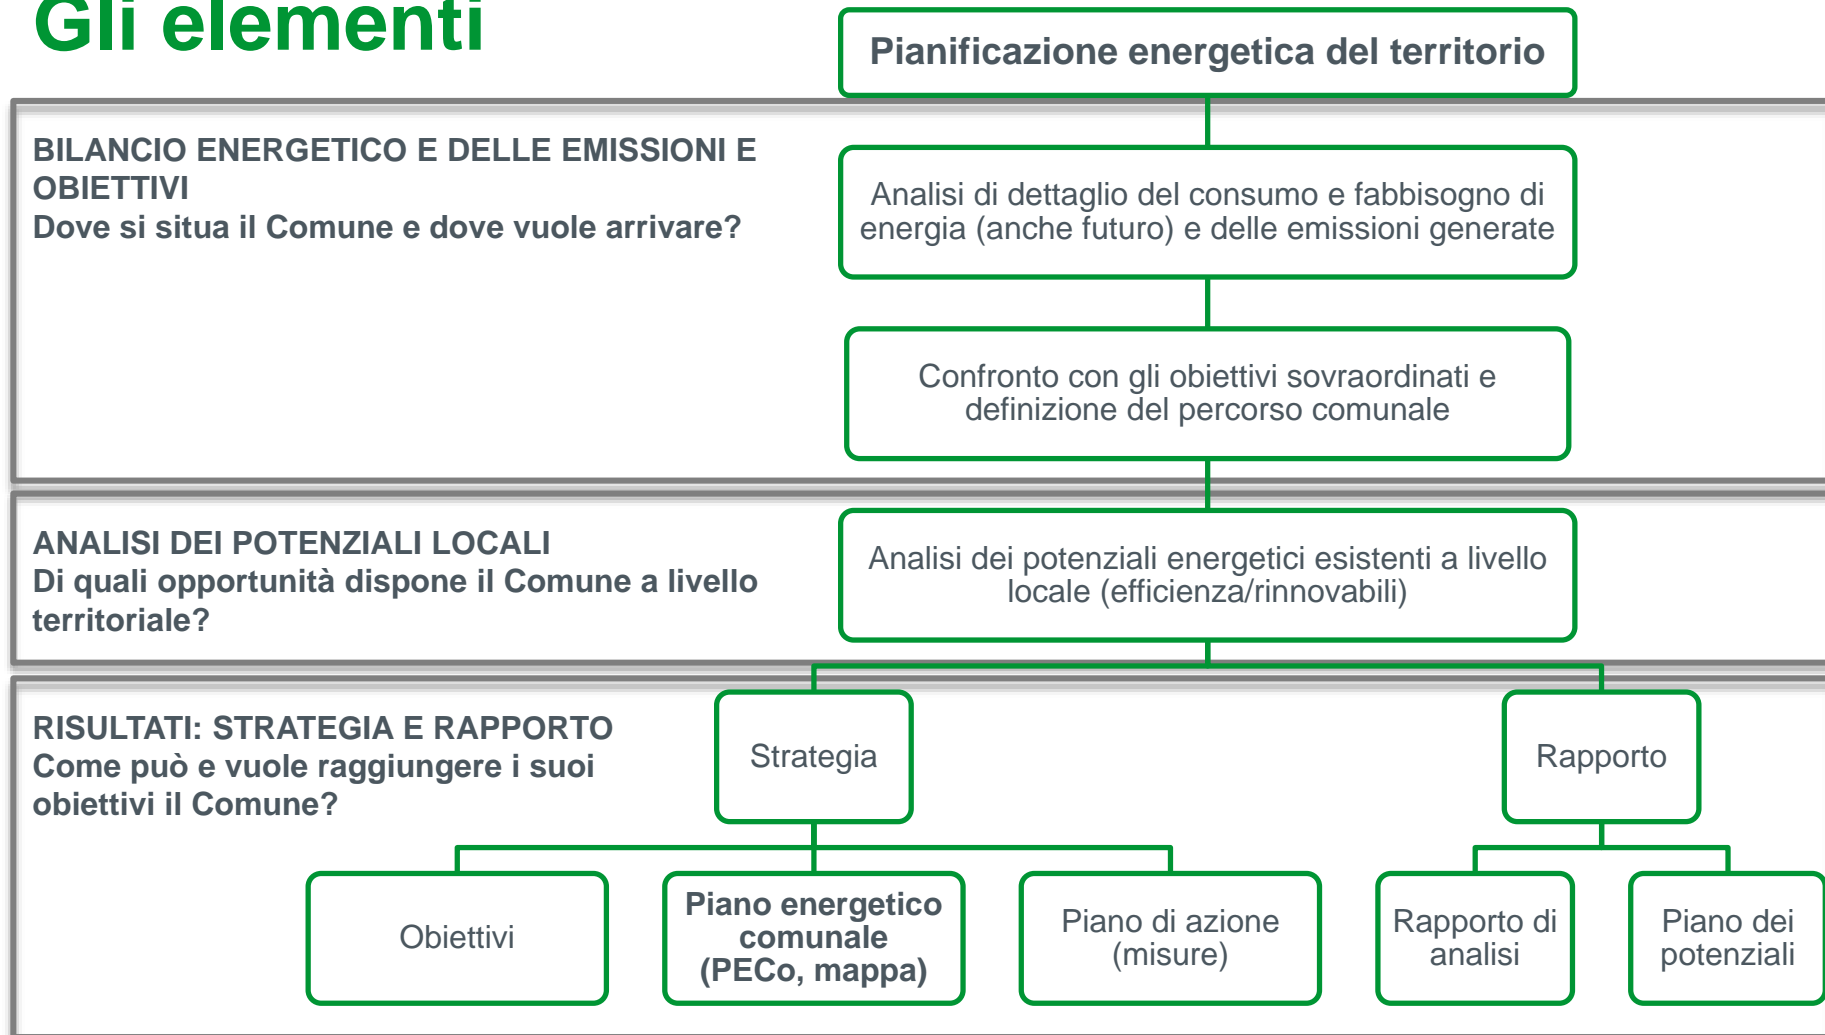 Gli elementi
Pianificazione energetica del territorio
BILANCIO ENERGETICO E DELLE EMISSIONI E
OBIETTIVI
Dove si situa il Comune e dove vuole arrivare?
Analisi di dettaglio del consumo e fabbisogno di
energia (anche futuro) e delle emissioni generate
Confronto con gli obiettivi sovraordinati e
definizione del percorso comunale
ANALISI DEI POTENZIALI LOCALI
Di quali opportunità dispone il Comune a livello
territoriale?
Analisi dei potenziali energetici esistenti a livello
locale (efficienza/rinnovabili)
RISULTATI: STRATEGIA E RAPPORTO
Come può e vuole raggiungere i suoi
obiettivi il Comune?
Strategia
Rapporto
Obiettivi
Piano energetico
comunale
(PECo, mappa)
Piano di azione
(misure)
Rapporto di
analisi
Piano dei
potenziali